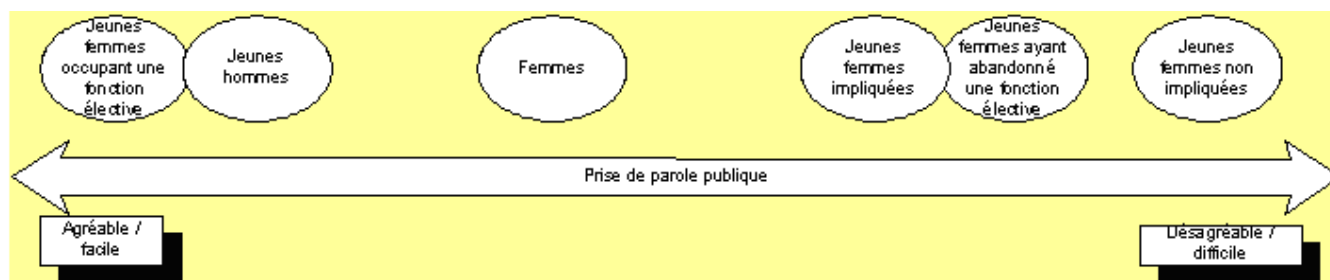 Jeunes
femmes
occupant une
fonction
élective
Jeunes
hommes
Femmes
Jeunes
femmes
impliquées
Jeunes
femmes ayant
abandonné
une fonction
élective
Jeunes
femmes non
impliquées
Prise de parole publique
Agréable /
facile
Désagréable /
difficile